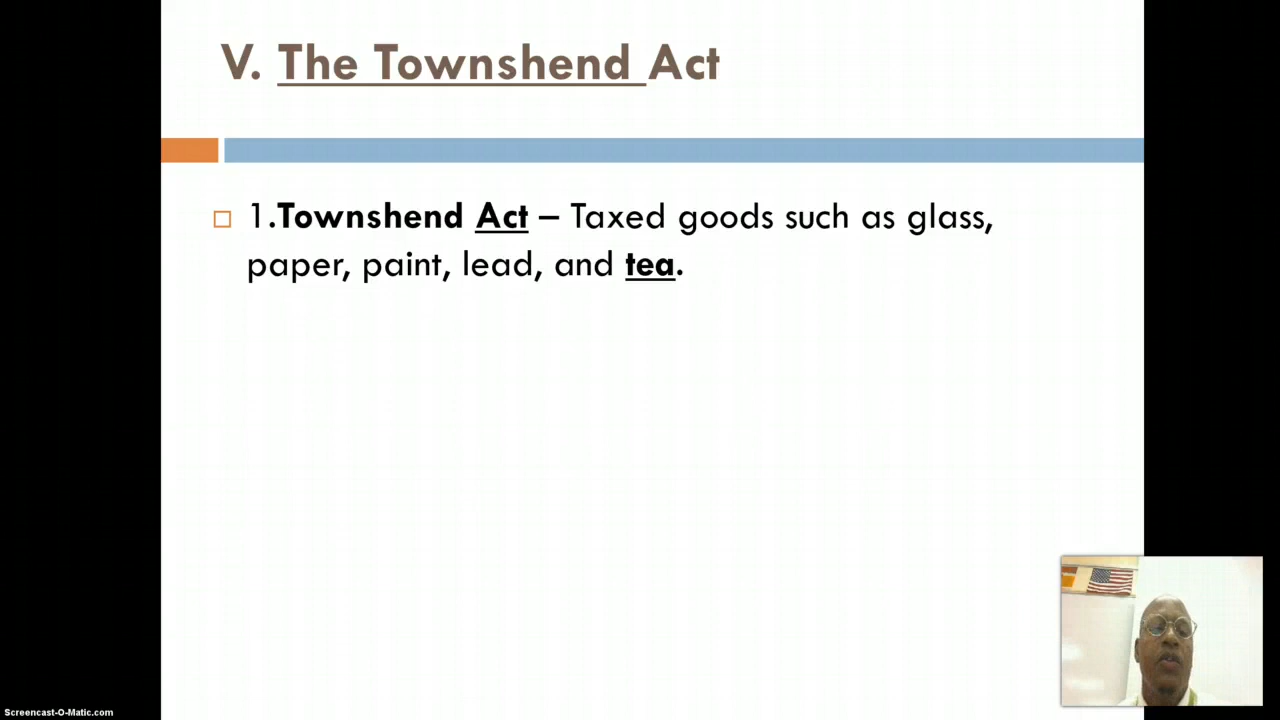 V. The Townshend Act
1.Townshend Act – Taxed goods such as glass,
paper, paint, lead, and tea.
Screencast-O-Matic.com